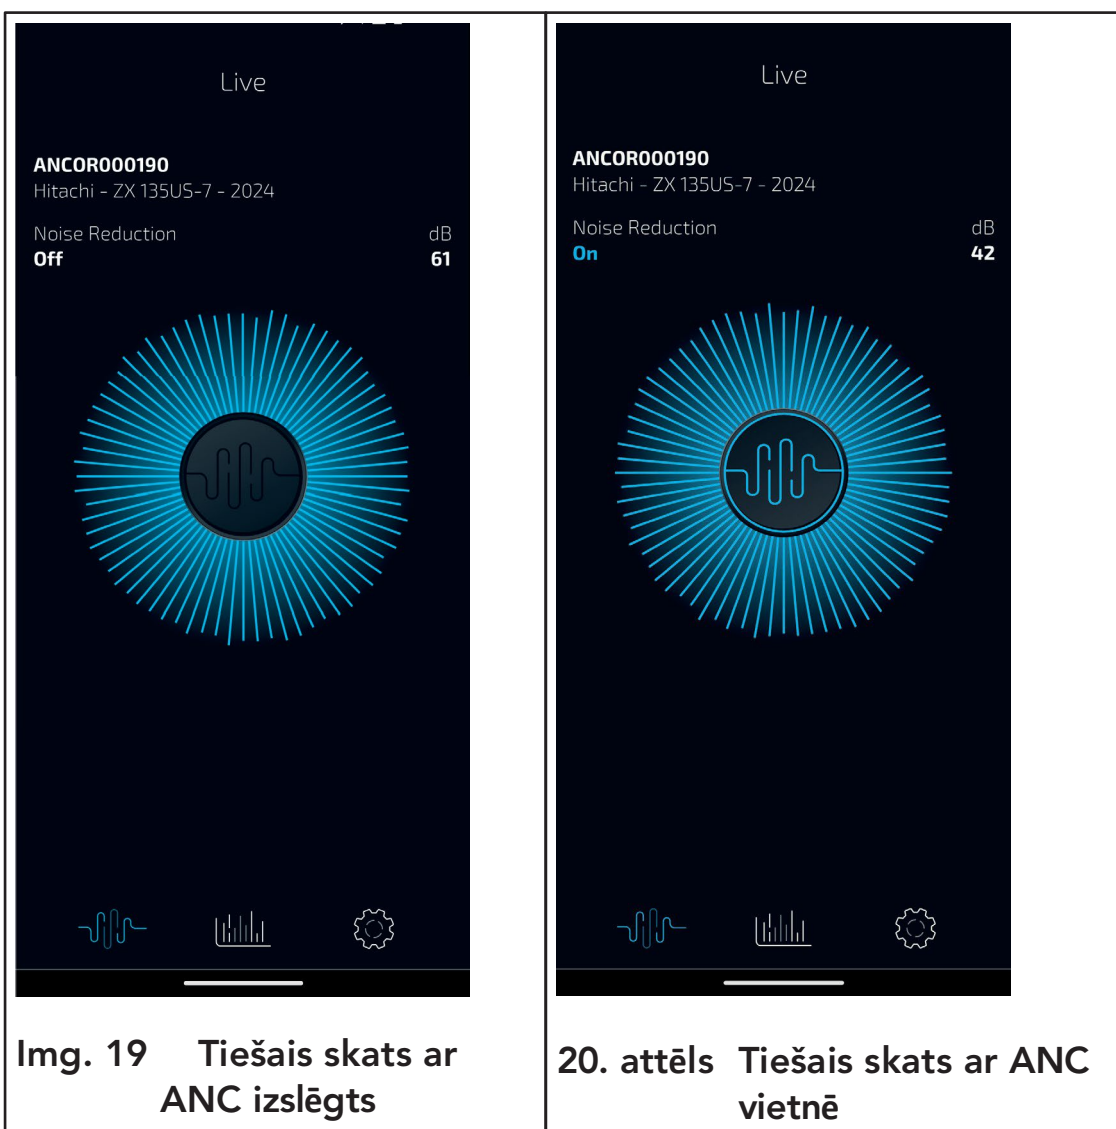 Live
ANCOR000190
Hitachi - ZX 135US-7 - 2024
Noise Reduction dB
Off 61
Img. 19 Tiešais skats ar
ANC izslēgts
Live
ANCOR000190
Hitachi - ZX 135US-7 - 2024
Noise Reduction dB
On 42
20. attēls Tiešais skats ar ANC
vietnē